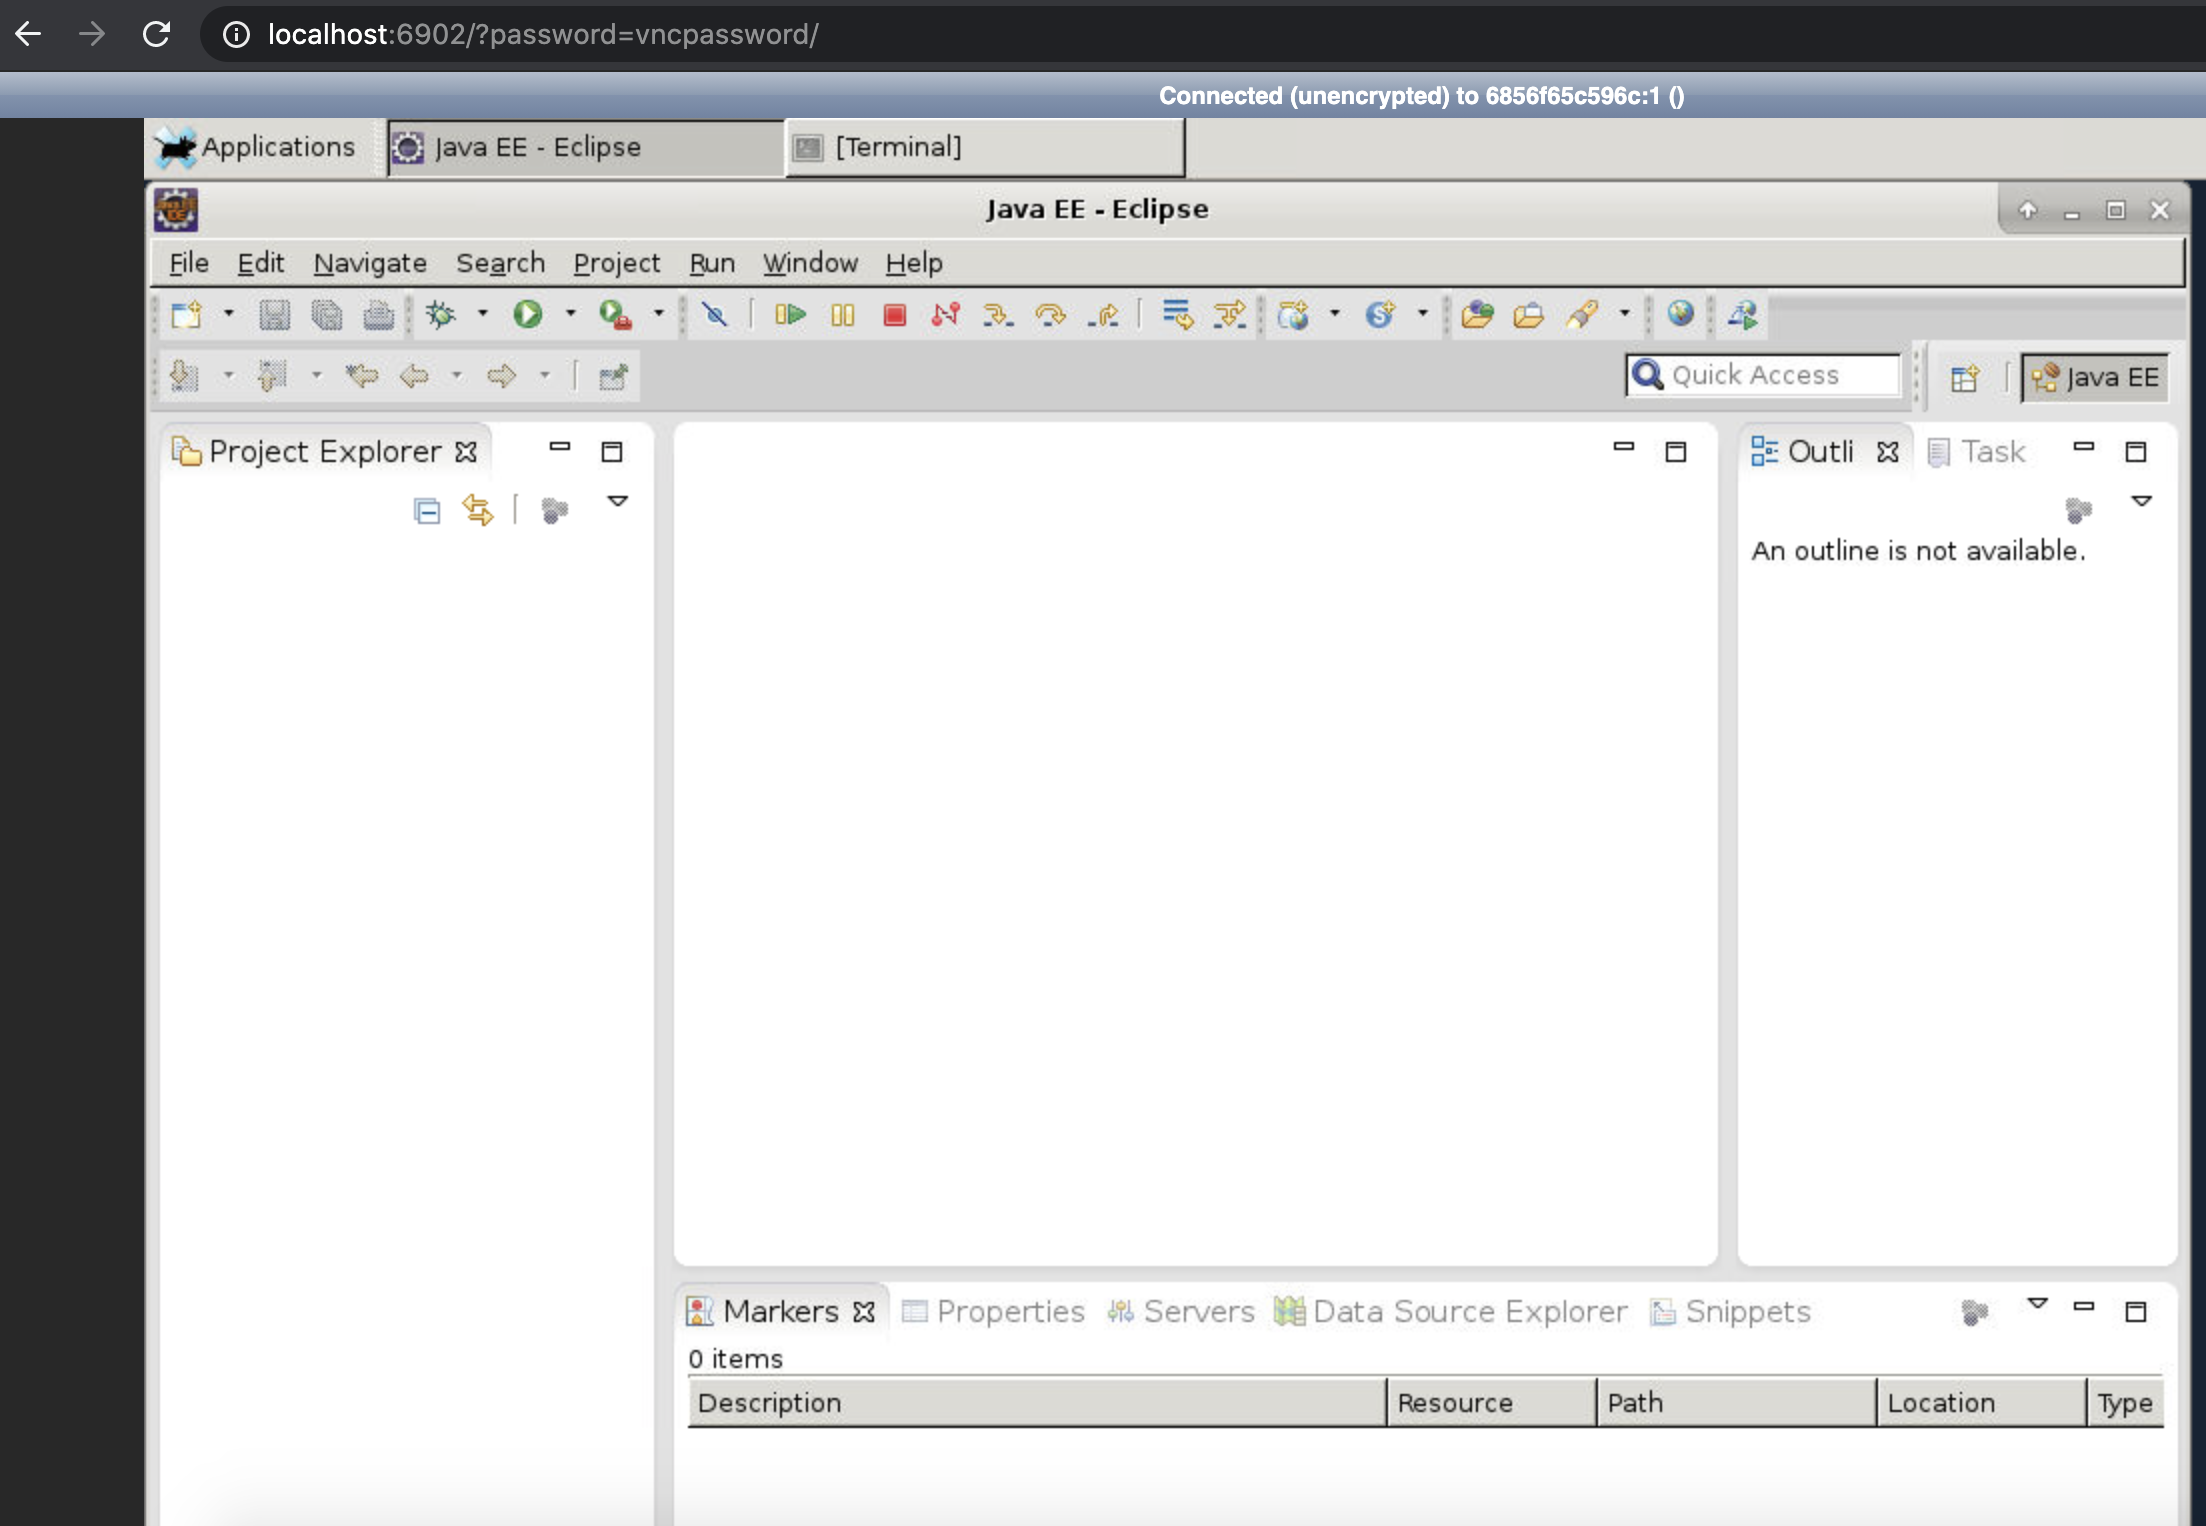 localhost:6902/?password=vncpassword/
Connected (unencrypted) to 6856f65c596c:1 ()
Applications Java EE - Eclipse [Terminal]
Java EE - Eclipse
File Edit Navigate Search Project Run Window Help
Quick Access Java EE
Project Explorer Outli Task
An outline is not available.
Markers Properties Servers Data Source Explorer Snippets
0 items
Description Resource Path Location Type